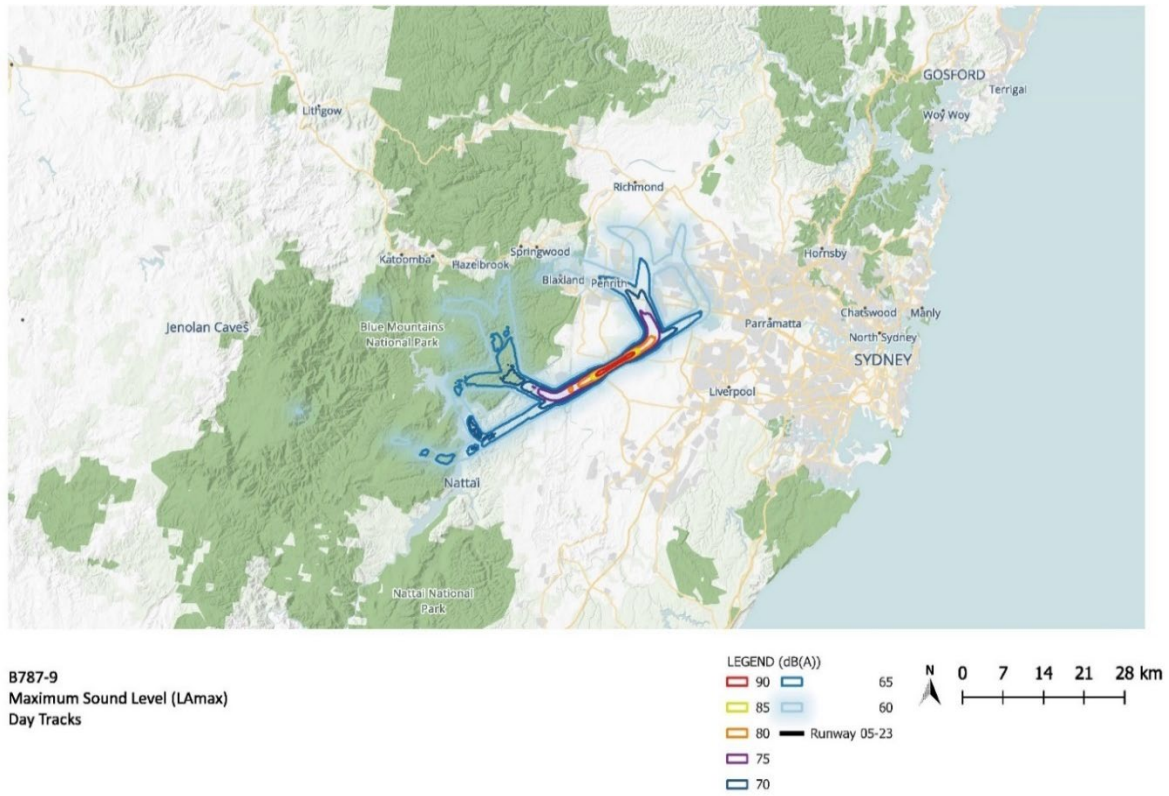 GOSFORD
Terrigal
Lithgow
Woy Woy
Richmond
Springwood
Hornsby
Katoomba
Hazelbrook
Blaxland
Penrith
Chatswood
Manly
Jenolan Caves
Blue Mountains
National Park
Parramatta
North Sydney
SYDNEY
Liverpool
Nattai
Nattai National
Park
B787-9
Maximum Sound Level (LAmax)
Day Tracks
LEGEND (dB(A))
90 65
85 60
80 Runway 05-23
75
70
N
0 7 14 21 28 km